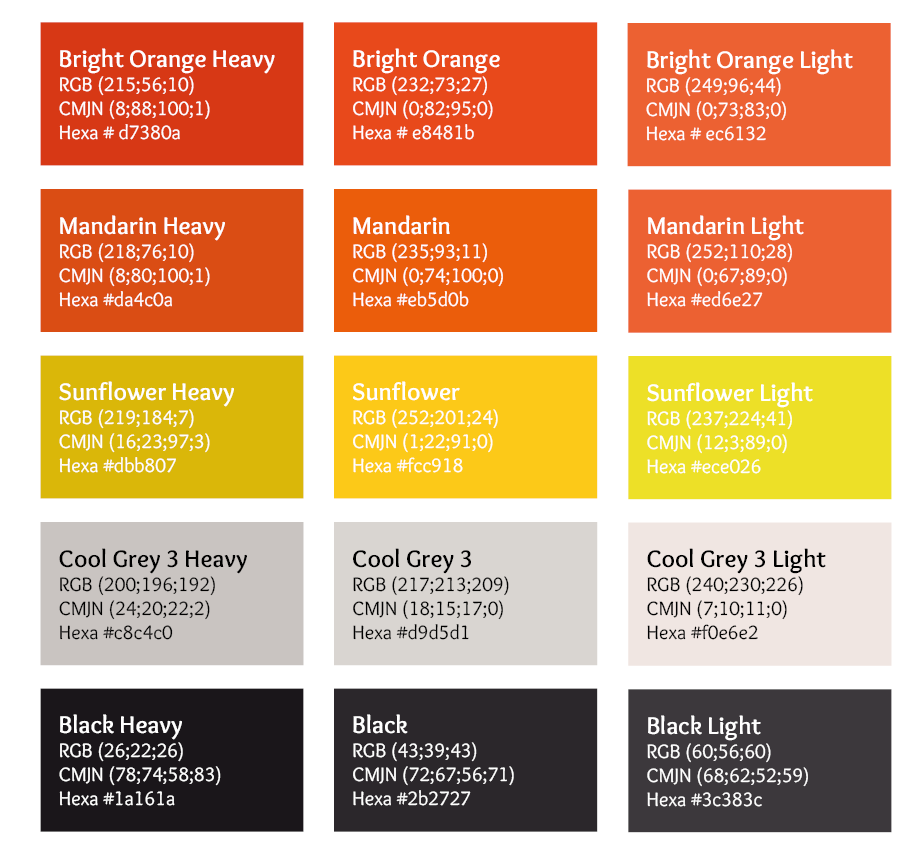 Bright Orange Heavy
RGB (215;56;10)
CMJN (8;88;100;1)
Hexa # d7380a
Bright Orange
RGB (232;73;27)
CMJN (0;82;95;0)
Hexa # e8481b
Bright Orange Light
RGB (249;96;44)
CMJN (0;73;83;0)
Hexa # ec6132
Mandarin Heavy
RGB (218;76;10)
CMJN (8;80;100;1)
Hexa #da4c0a
Mandarin
RGB (235;93;11)
CMJN (0;74;100;0)
Hexa #eb5d0b
Mandarin Light
RGB (252;110;28)
CMJN (0;67;89;0)
Hexa #ed6e27
Sunflower Heavy
RGB (219;184;7)
CMJN (16;23;97;3)
Hexa #dbb807
Sunflower
RGB (252;201;24)
CMJN (1;22;91;0)
Hexa #fcc918
Sunflower Light
RGB (237;224;41)
CMJN (12;3;89;0)
Hexa #ece026
Cool Grey 3 Heavy
RGB (200;196;192)
CMJN (24;20;22;2)
Hexa #c8c4c0
Cool Grey 3
RGB (217;213;209)
CMJN (18;15;17;0)
Hexa #d9d5d1
Cool Grey 3 Light
RGB (240;230;226)
CMJN (7;10;11;0)
Hexa #f0e6e2
Black Heavy
RGB (26;22;26)
CMJN (78;74;58;83)
Hexa #1a161a
Black
RGB (43;39;43)
CMJN (72;67;56;71)
Hexa #2b2727
Black Light
RGB (60;56;60)
CMJN (68;62;52;59)
Hexa #3c383c